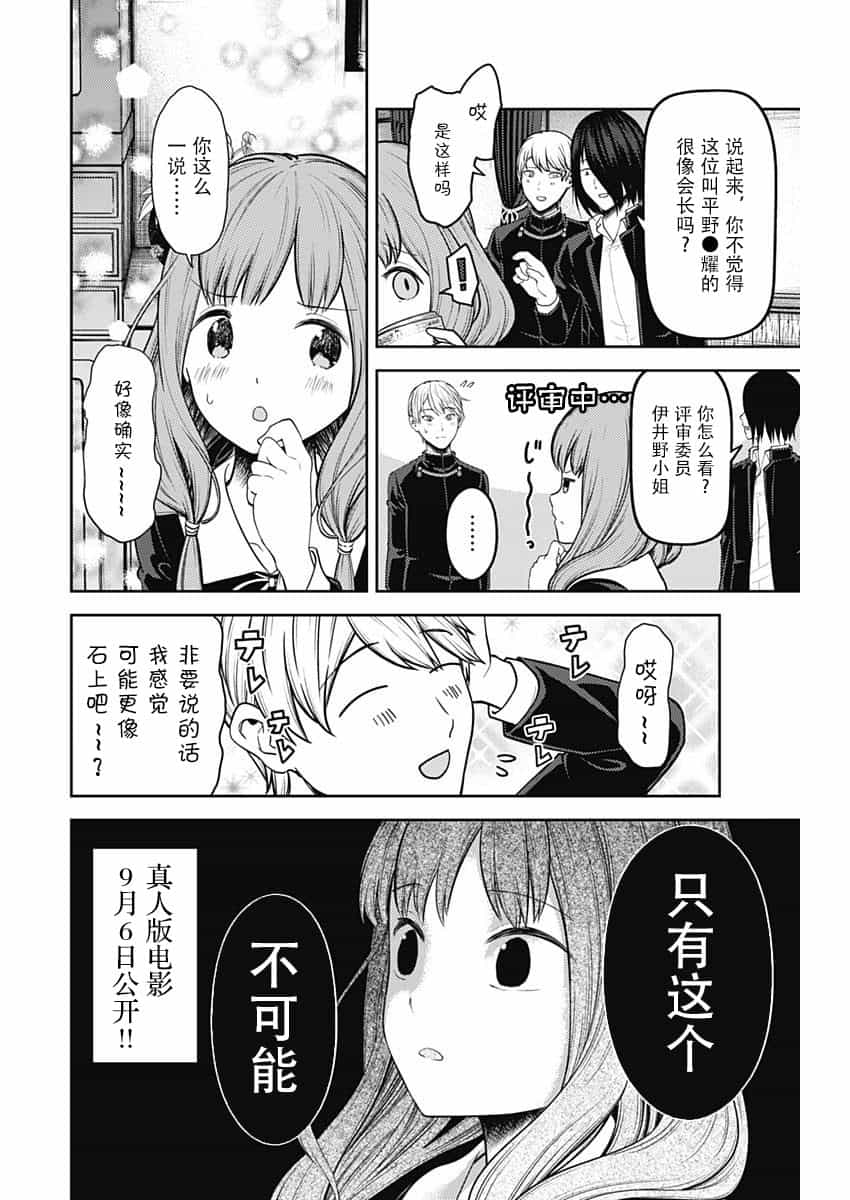 说起来，你不觉得
这位叫平野●耀的
很像会长吗？
哎
是这样吗
！
你怎么看？
评审委员
伊井野小姐
评审中…
……
你这么
一说……
好像确实
~~~~~
哎呀
~~
テレ
テレ
テレ
テレ
非要说的话
我感觉
可能更像
石上吧~~？
只有这个
不可能
真人版电影
9月6日公开!!